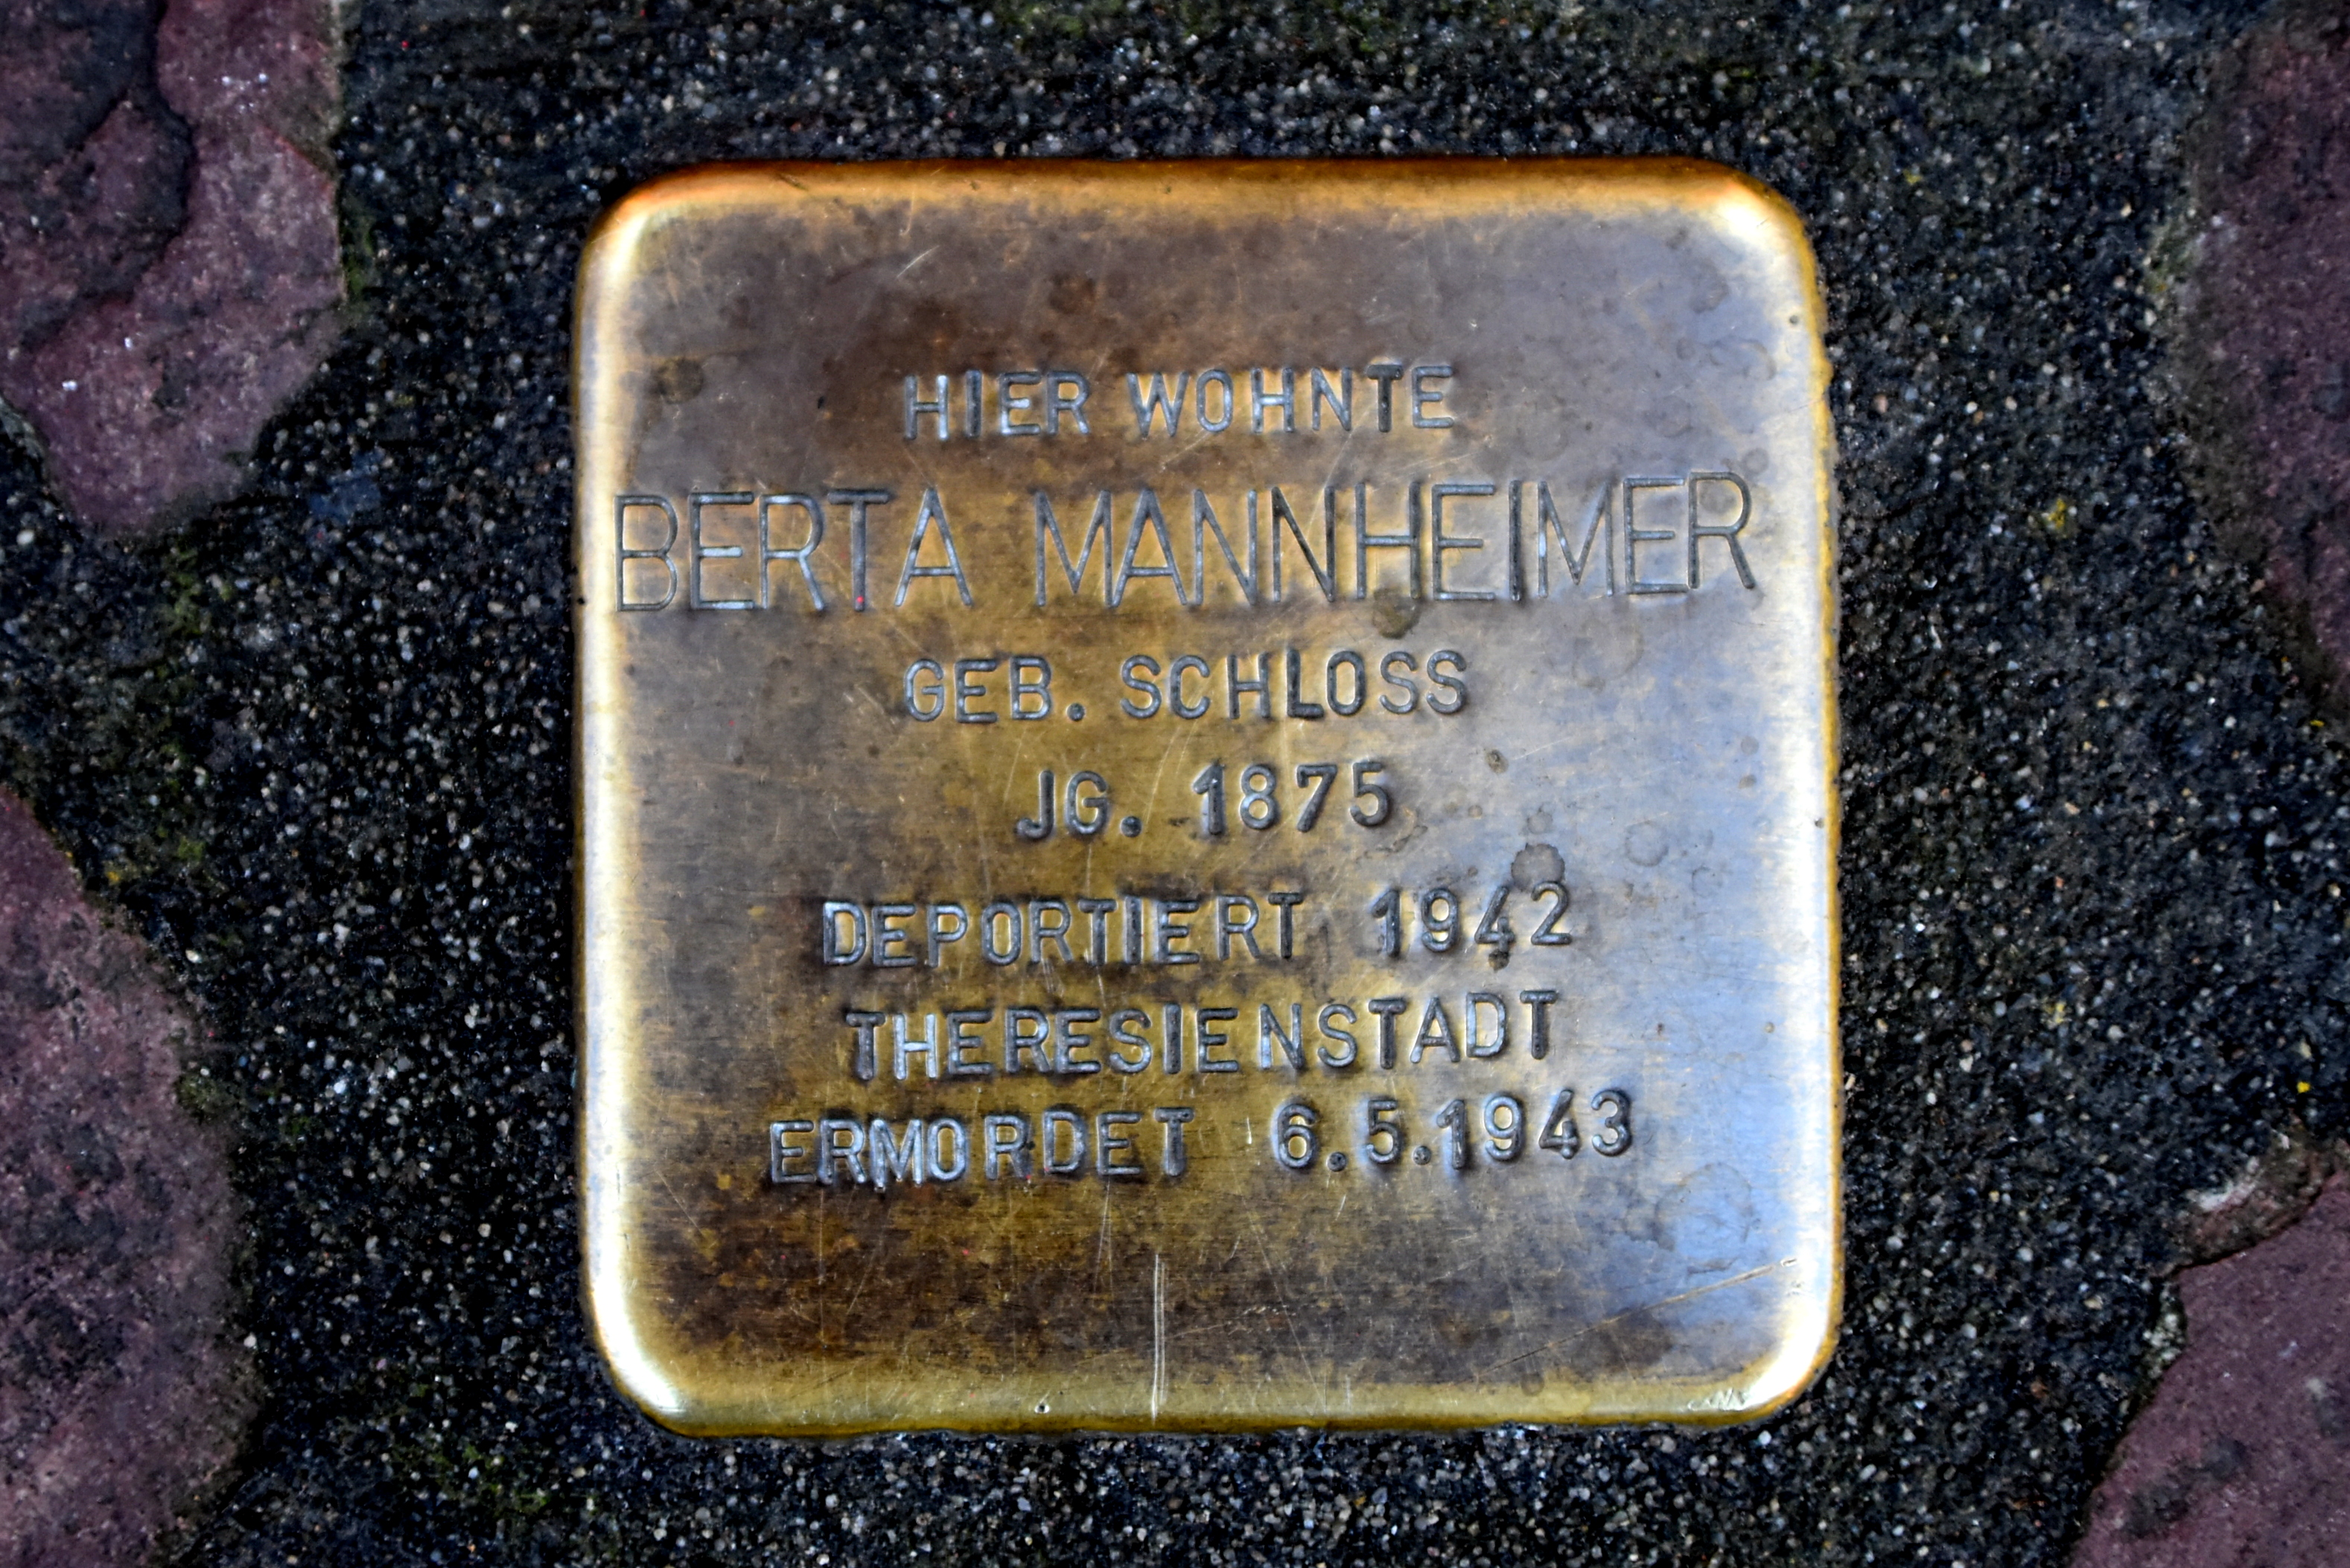 HIER WOHNTE
BERTA MANNHEIMER
GEB. SCHLOSS
JG. 1875
DEPORTIERT 1942
THERESIENSTADT
ERMORDET 6.5.1943